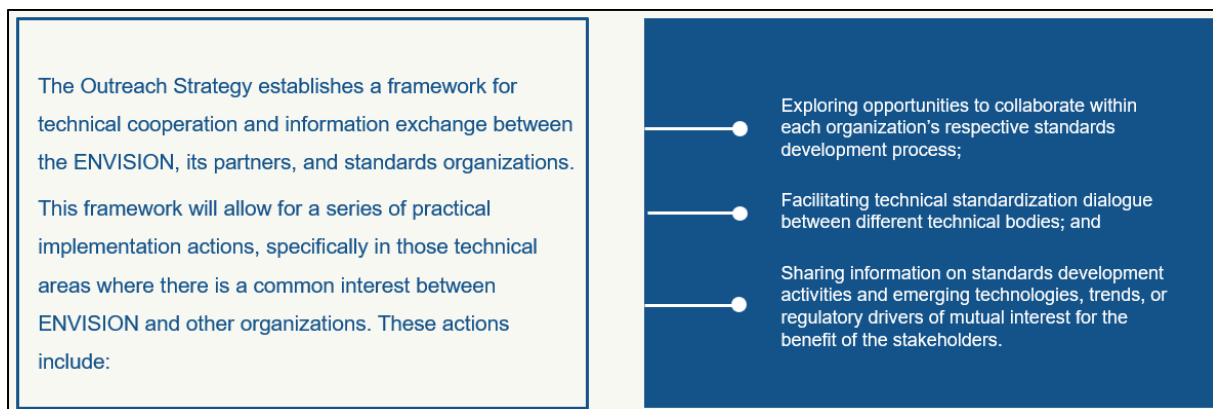 The Outreach Strategy establishes a framework for
technical cooperation and information exchange between
the ENVISION, its partners, and standards organizations.
This framework will allow for a series of practical
implementation actions, specifically in those technical
areas where there is a common interest between
ENVISION and other organizations. These actions
include:
Exploring opportunities to collaborate within
each organization’s respective standards
development process;
Facilitating technical standardization dialogue
between different technical bodies; and
Sharing information on standards development
activities and emerging technologies, trends, or
regulatory drivers of mutual interest for the
benefit of the stakeholders.